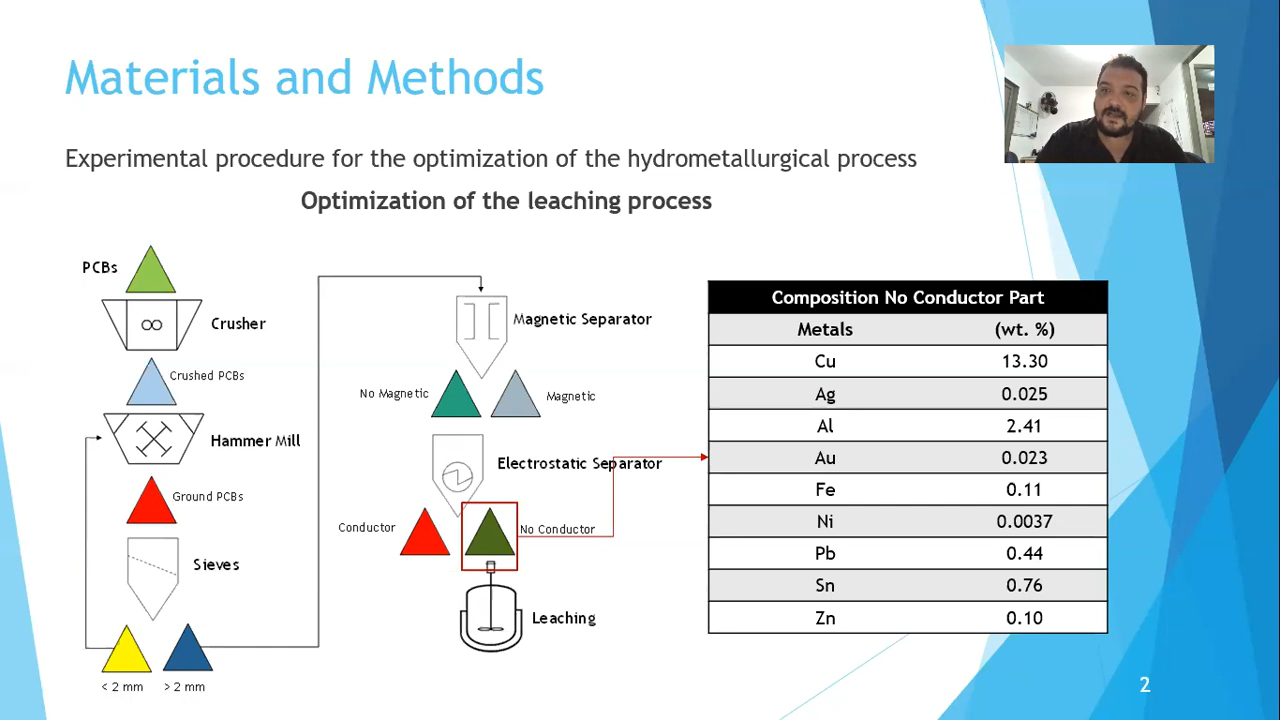 Materials and Methods
Experimental procedure for the optimization of the hydrometallurgical process
Optimization of the leaching process
PCBs
Crusher
Crushed PCBs
Hammer Mill
Ground PCBs
Sieves
< 2 mm
> 2 mm
Magnetic Separator
No Magnetic
Magnetic
Electrostatic Separator
Conductor
No Conductor
Leaching
Composition No Conductor Part
Metals (wt. %)
Cu 13.30
Ag 0.025
Al 2.41
Au 0.023
Fe 0.11
Ni 0.0037
Pb 0.44
Sn 0.76
Zn 0.10
2